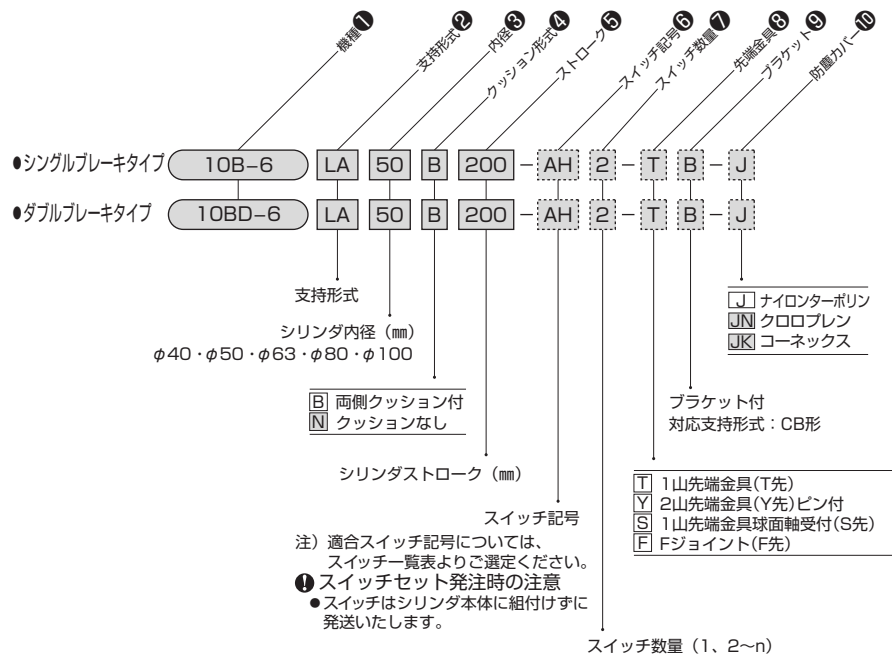 機種❶
支持形式❷
内径❸
クッション形式❹
ストローク❺
スイッチ記号❻
スイッチ数量❼
先端金具❽
ブラケット❾
防塵カバー❿
●シングルブレーキタイプ 10B−6 LA 50 B 200 − AH 2 − T B − J
●ダブルブレーキタイプ 10BD−6 LA 50 B 200 − AH 2 − T B − J
支持形式
シリンダ内径（㎜）
φ40・φ50・φ63・φ80・φ100
B 両側クッション付
N クッションなし
シリンダストローク（㎜）
スイッチ記号
注）適合スイッチ記号については、
スイッチ一覧表よりご選定ください。
! スイッチセット発注時の注意
●スイッチはシリンダ本体に組付けずに
発送いたします。
スイッチ数量（1、2〜n）
T 1山先端金具(T先)
Y 2山先端金具(Y先)ピン付
S 1山先端金具球面軸受付(S先)
F Fジョイント(F先)
ブラケット付
対応支持形式：CB形
J ナイロンターポリン
JN クロロプレン
JK コーネックス